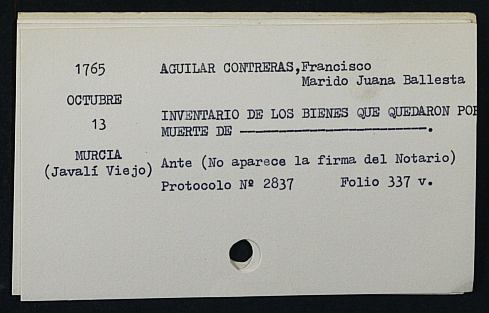 1765
OCTUBRE
13
MURCIA
(Javalí Viejo)
AGUILAR CONTRERAS,Francisco
Marido Juana Ballesta
INVENTARIO DE LOS BIENES QUE QUEDARON POR
MUERTE DE ------------------------.
Ante (No aparece la firma del Notario)
Protocolo Nº 2837 Folio 337 v.